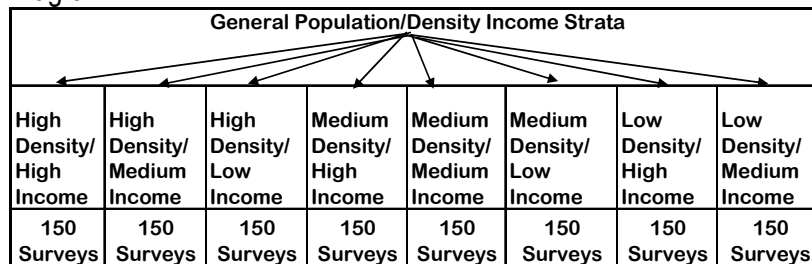 General Population/Density Income Strata
High Density/ High Income
High Density/ Medium Income
High Density/ Low Income
Medium Density/ High Income
Medium Density/ Medium Income
Medium Density/ Low Income
Low Density/ High Income
Low Density/ Medium Income
150 Surveys
150 Surveys
150 Surveys
150 Surveys
150 Surveys
150 Surveys
150 Surveys
150 Surveys